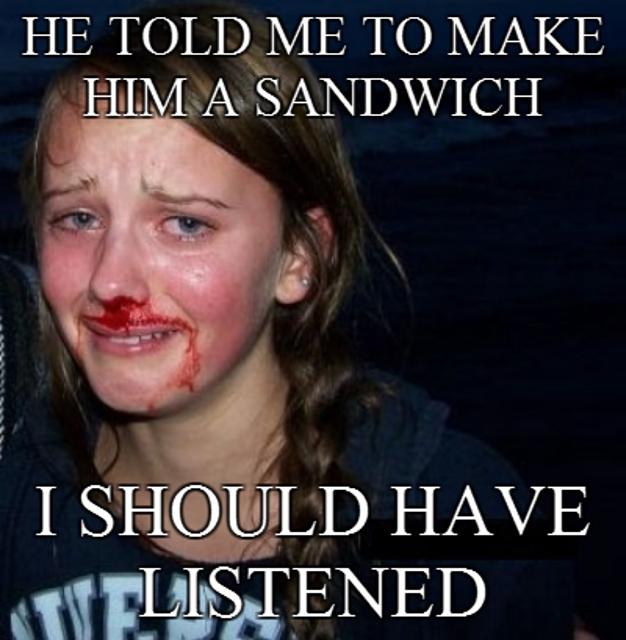 HE TOLD ME TO MAKE
HIM A SANDWICH
I SHOULD HAVE
LISTENED